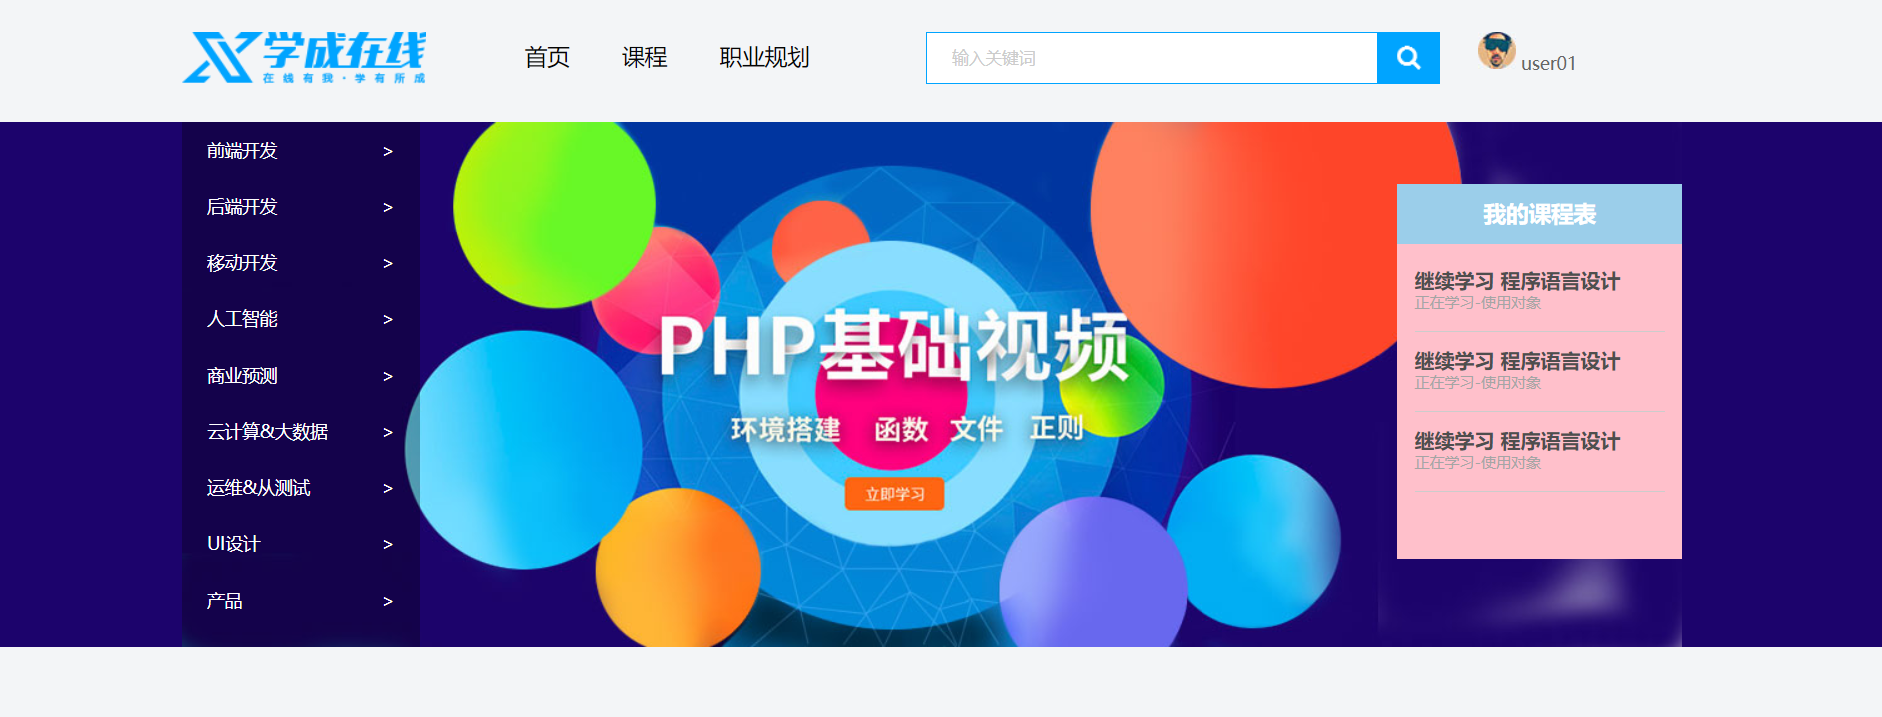 学成在线
在线有我·学有所成
首页 课程 职业规划
输入关键词
user01
前端开发 >
后端开发 >
移动开发 >
人工智能 >
商业预测 >
云计算&大数据 >
运维&从测试 >
UI设计 >
产品 >
PHP基础视频
环境搭建 函数 文件 正则
立即学习
我的课程表
继续学习 程序语言设计
正在学习-使用对象
继续学习 程序语言设计
正在学习-使用对象
继续学习 程序语言设计
正在学习-使用对象